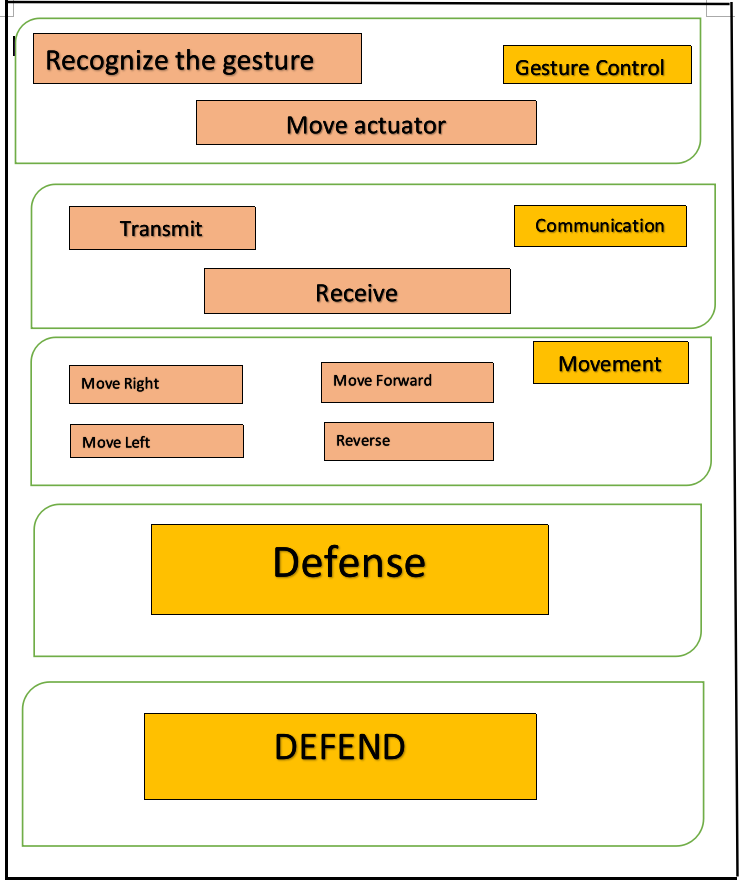 Recognize the gesture
Gesture Control
Move actuator
Transmit
Communication
Receive
Movement
Move Right
Move Forward
Move Left
Reverse
Defense
DEFEND